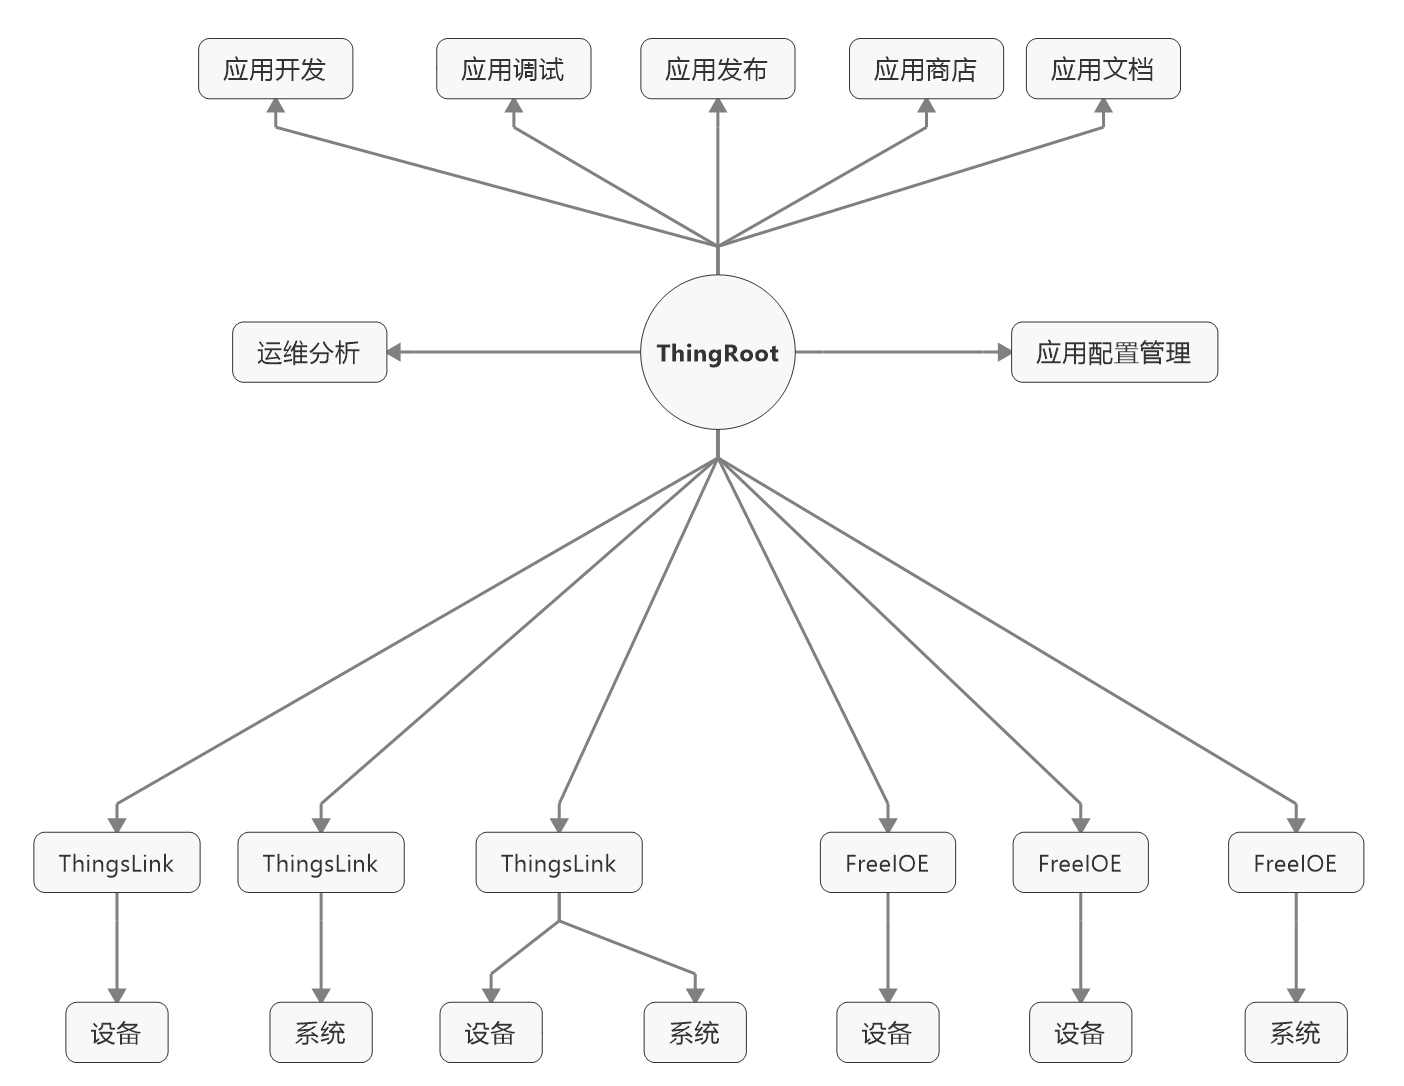 应用开发
应用调试
应用发布
应用商店
应用文档
运维分析
ThingRoot
应用配置管理
ThingsLink
ThingsLink
ThingsLink
FreeIOE
FreeIOE
FreeIOE
设备
系统
设备
系统
设备
设备
系统